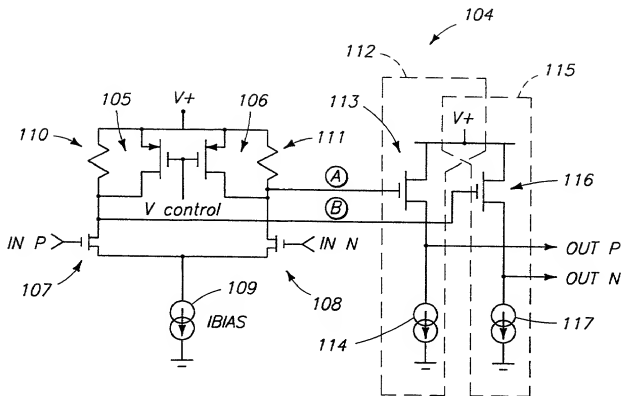 104
112
115
V+
105
106
113
V+
110
111
A
116
V control
B
IN P
IN N
OUT P
OUT N
107
109
108
IBIAS
114
117